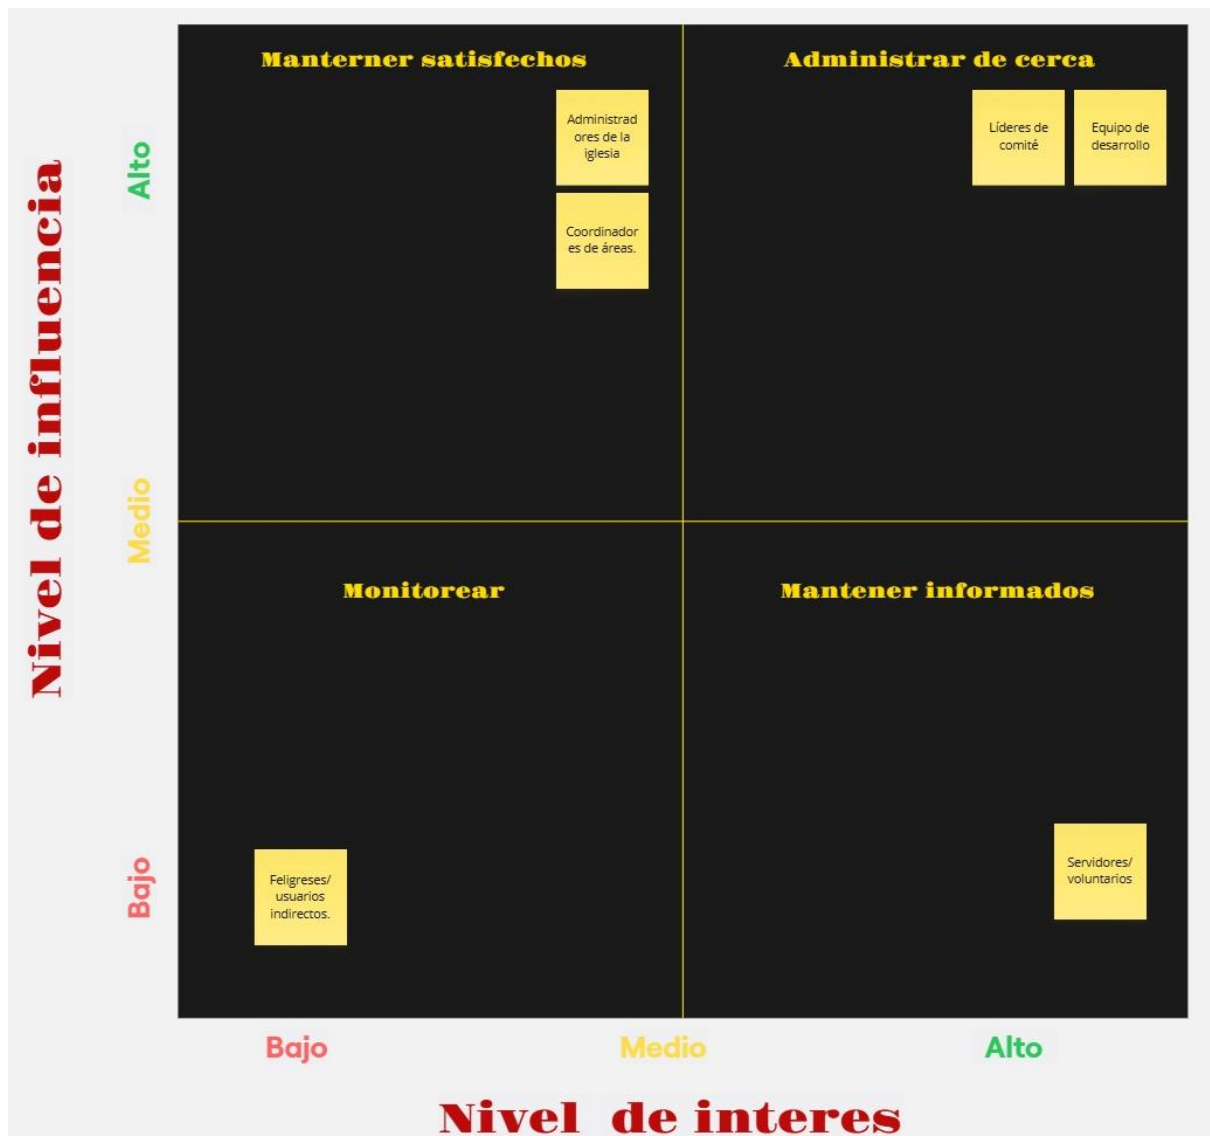 Manterner satisfechos
Administrar de cerca
Administrad
ores de la
iglesia
Líderes de
comité
Equipo de
desarrollo
Coordinador
es de áreas.
Nivel de influencia
Alto
Medio
Bajo
Monitorear
Mantener informados
Feligreses/
usuarios
indirectos.
Servidores/
voluntarios
Bajo
Medio
Alto
Nivel de interes